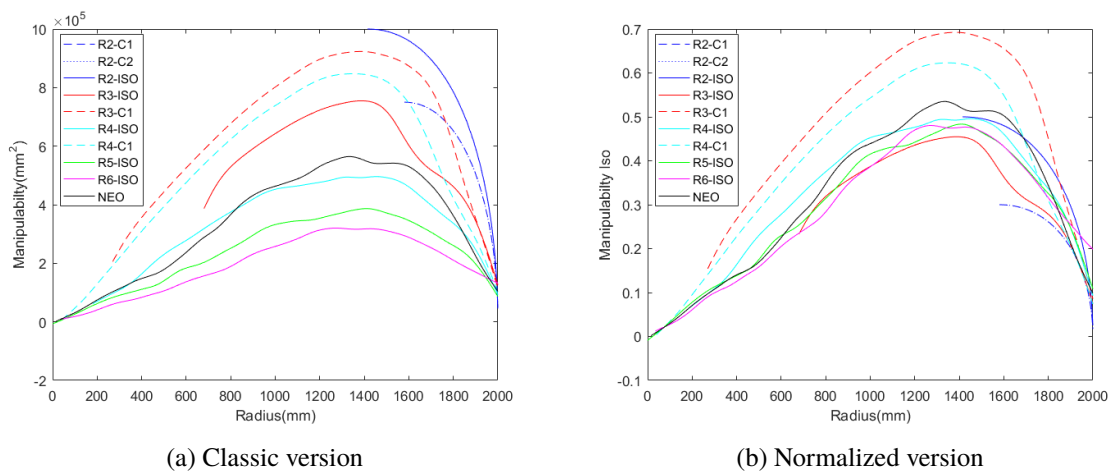 × 10^5
10
8
6
4
2
0
-2
Manipulabilty(mm^2)
R2-C1
R2-C2
R2-ISO
R3-ISO
R3-C1
R4-ISO
R4-C1
R5-ISO
R6-ISO
NEO
0 200 400 600 800 1000 1200 1400 1600 1800 2000
Radius(mm)
(a) Classic version
0.7
0.6
0.5
0.4
0.3
0.2
0.1
0
-0.1
Manipulabilty Iso
R2-C1
R2-C2
R2-ISO
R3-ISO
R3-C1
R4-ISO
R4-C1
R5-ISO
R6-ISO
NEO
0 200 400 600 800 1000 1200 1400 1600 1800 2000
Radius(mm)
(b) Normalized version